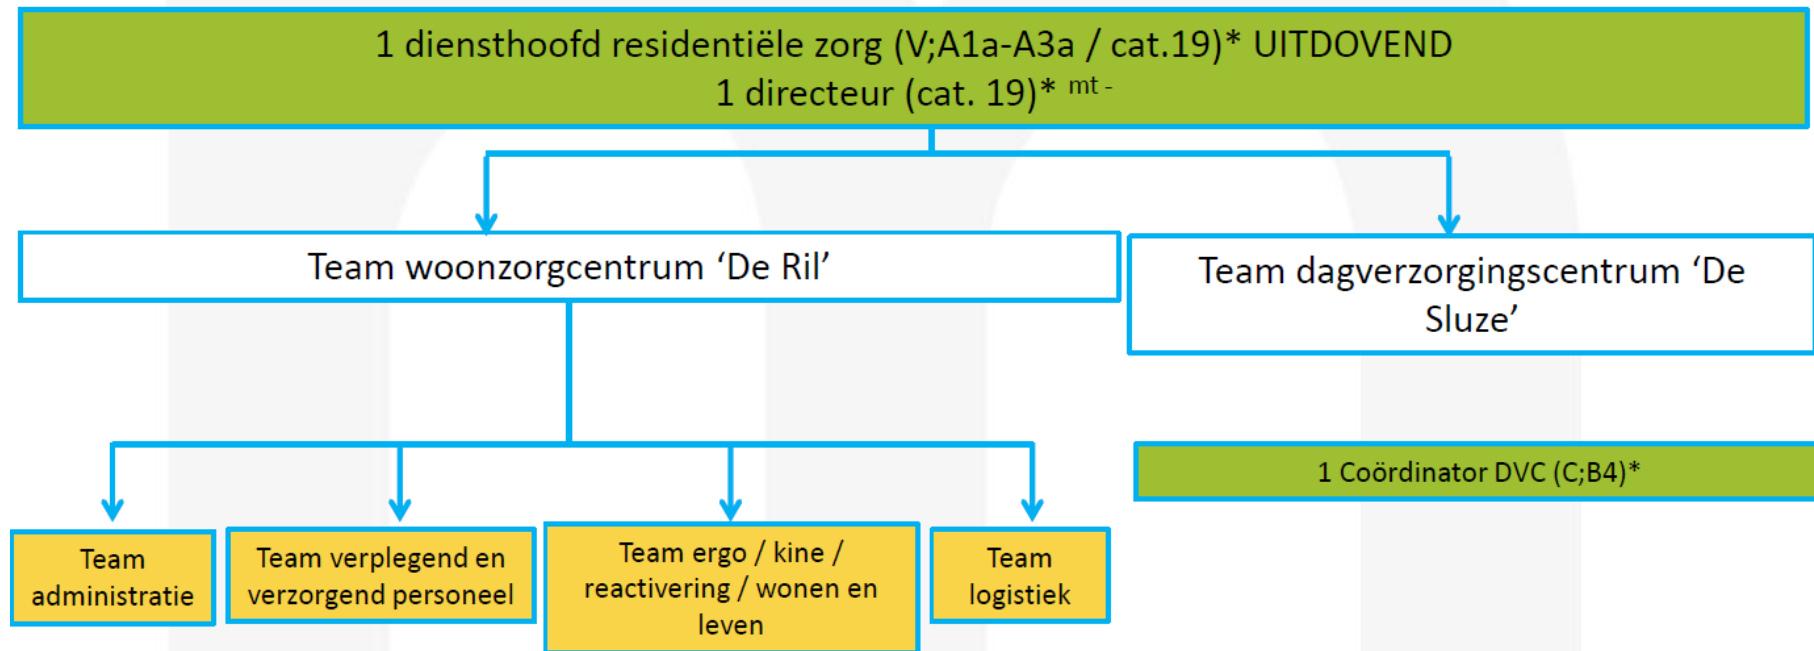 1 diensthoofd residentiële zorg (V;A1a-A3a / cat.19)* UITDOVEND
1 directeur (cat. 19)* mt -
Team woonzorgcentrum ‘De Ril’
Team dagverzorgingscentrum ‘De
Sluze’
1 Coördinator DVC (C;B4)*
Team
administratie
Team verplegend en
verzorgend personeel
Team ergo / kine /
reactivering / wonen en
leven
Team
logistiek